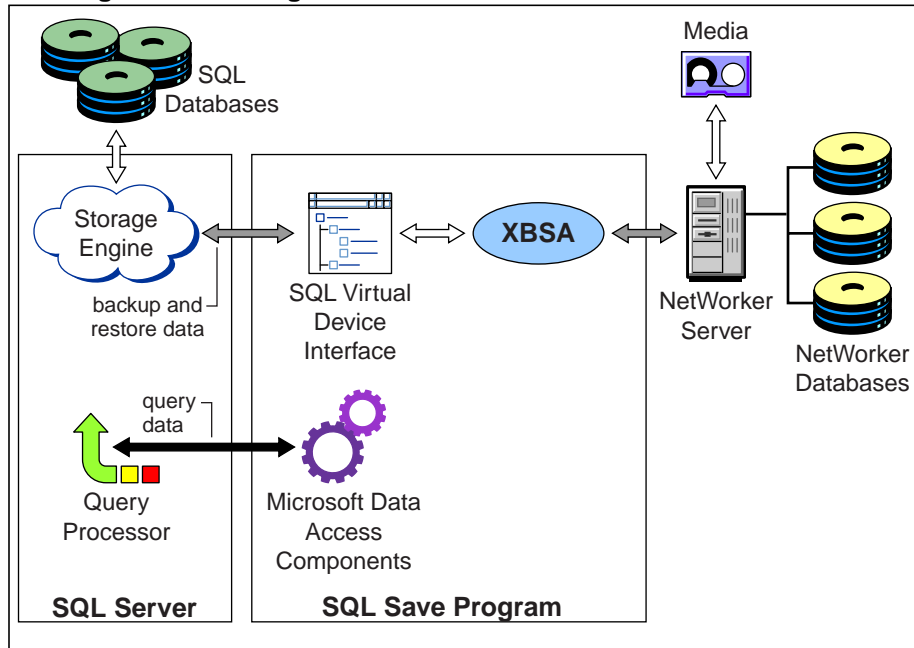 Media
SQL
Databases
Storage
Engine
XBSA
backup and
restore data
SQL Virtual
Device
Interface
NetWorker
Server
NetWorker
Databases
query
data
Query
Processor
Microsoft Data
Access
Components
SQL Server
SQL Save Program